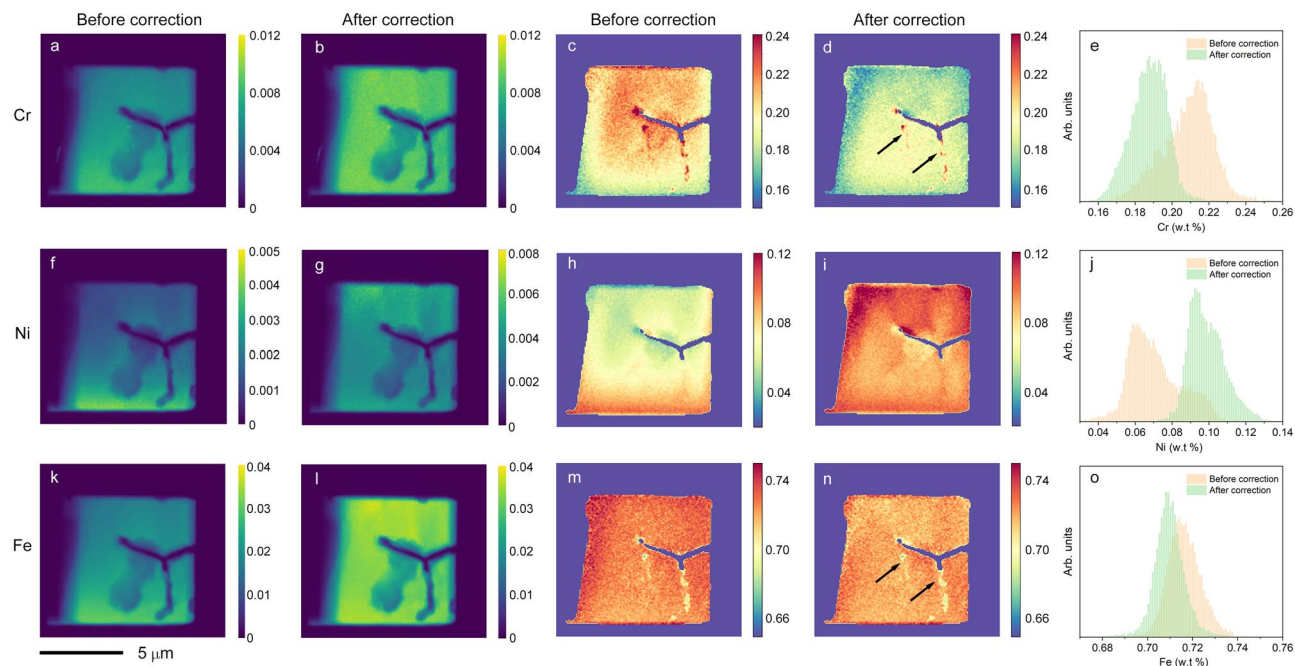 Before correction
After correction
Before correction
After correction
Cr
a
0.012
0.008
0.004
0
b
0.012
0.008
0.004
0
c
0.24
0.22
0.20
0.18
0.16
d
0.24
0.22
0.20
0.18
0.16
e
Before correction
After correction
Arb. units
0.16 0.18 0.20 0.22 0.24 0.26
Cr (w.t %)
Ni
f
0.005
0.004
0.003
0.002
0.001
0
g
0.008
0.006
0.004
0.002
0
h
0.12
0.10
0.08
0.06
0.04
i
0.12
0.10
0.08
0.06
0.04
j
Before correction
After correction
Arb. units
0.04 0.06 0.08 0.10 0.12 0.14
Ni (w.t %)
Fe
k
0.04
0.03
0.02
0.01
0
l
0.04
0.03
0.02
0.01
0
m
0.74
0.70
0.66
n
0.74
0.70
0.66
o
Before correction
After correction
Arb. units
0.68 0.70 0.72 0.74 0.76
Fe (w.t %)
5 μm